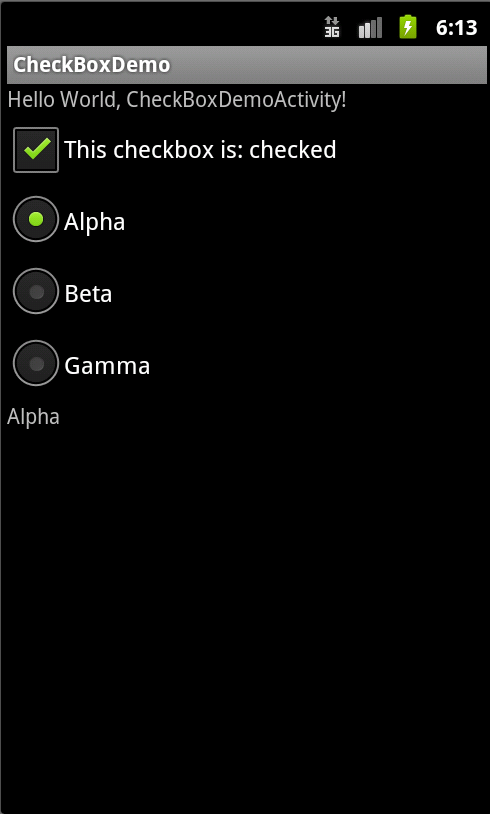 3G 6:13
CheckBoxDemo
Hello World, CheckBoxDemoActivity!
This checkbox is: checked
Alpha
Beta
Gamma
Alpha